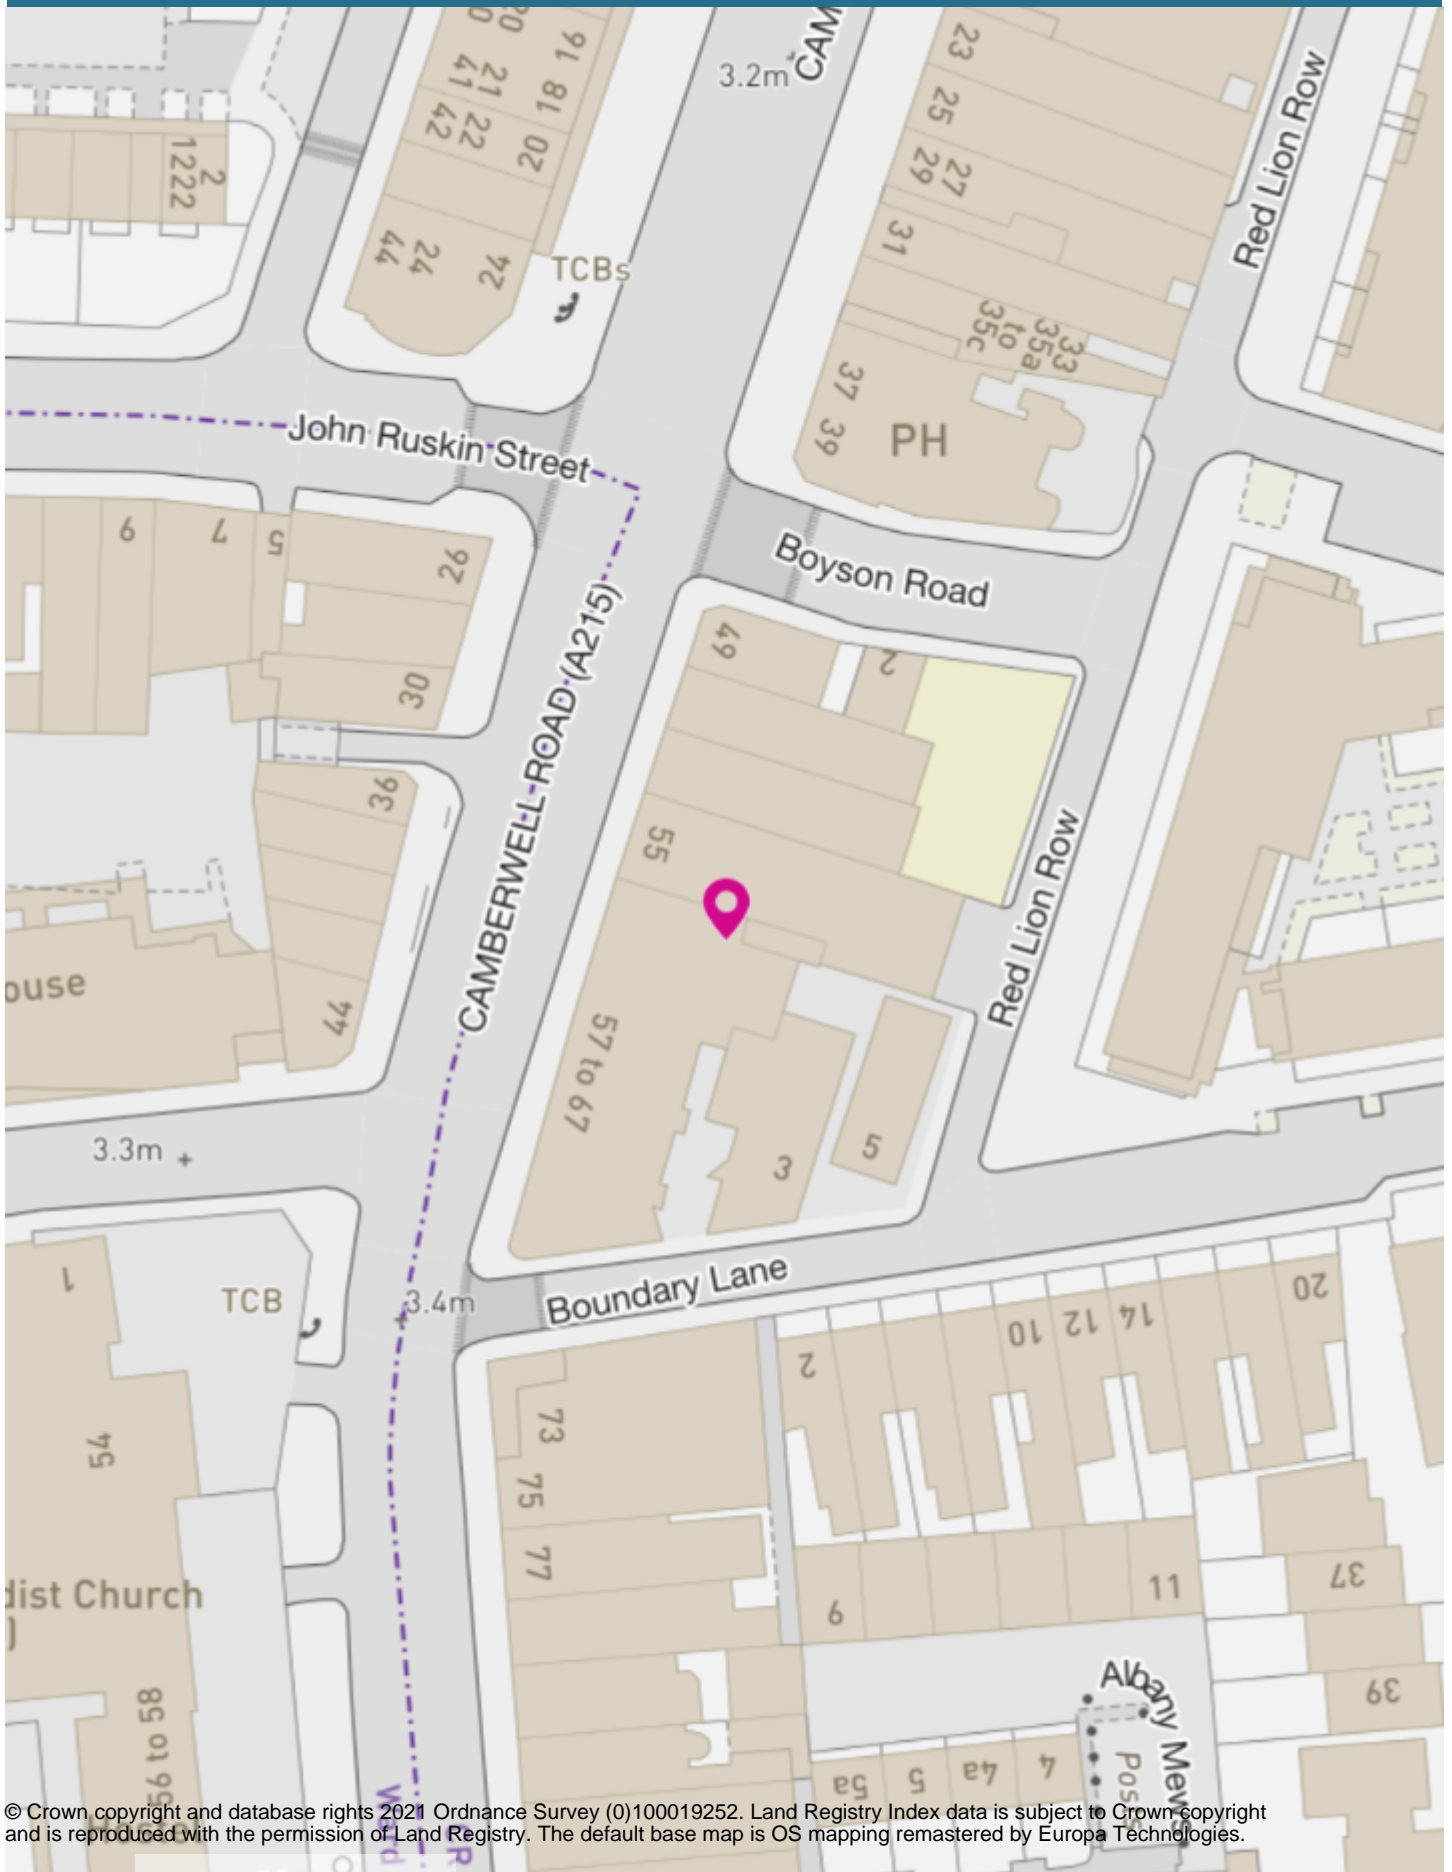 16
21
41
18
42
22
20
44
24
24
TCBs
3.2m
CAM
23
25
27
29
31
33
35a
to
35c
37
39
PH
Red Lion Row
1222
2
John Ruskin Street
Boyson Road
9
7
5
26
30
36
44
ouse
CAMBERWELL ROAD (A215)
49
2
55
57 to 67
3
5
Red Lion Row
3.3m
3.4m
TCB
1
54
Boundary Lane
73
75
77
2
10
12
14
20
6
11
37
39
dist Church
)
56 to 58
Hostel
Ward
CR
Albany Mews
Posts
5a
5
4a
4
© Crown copyright and database rights 2021 Ordnance Survey (0)100019252. Land Registry Index data is subject to Crown copyright
and is reproduced with the permission of Land Registry. The default base map is OS mapping remastered by Europa Technologies.